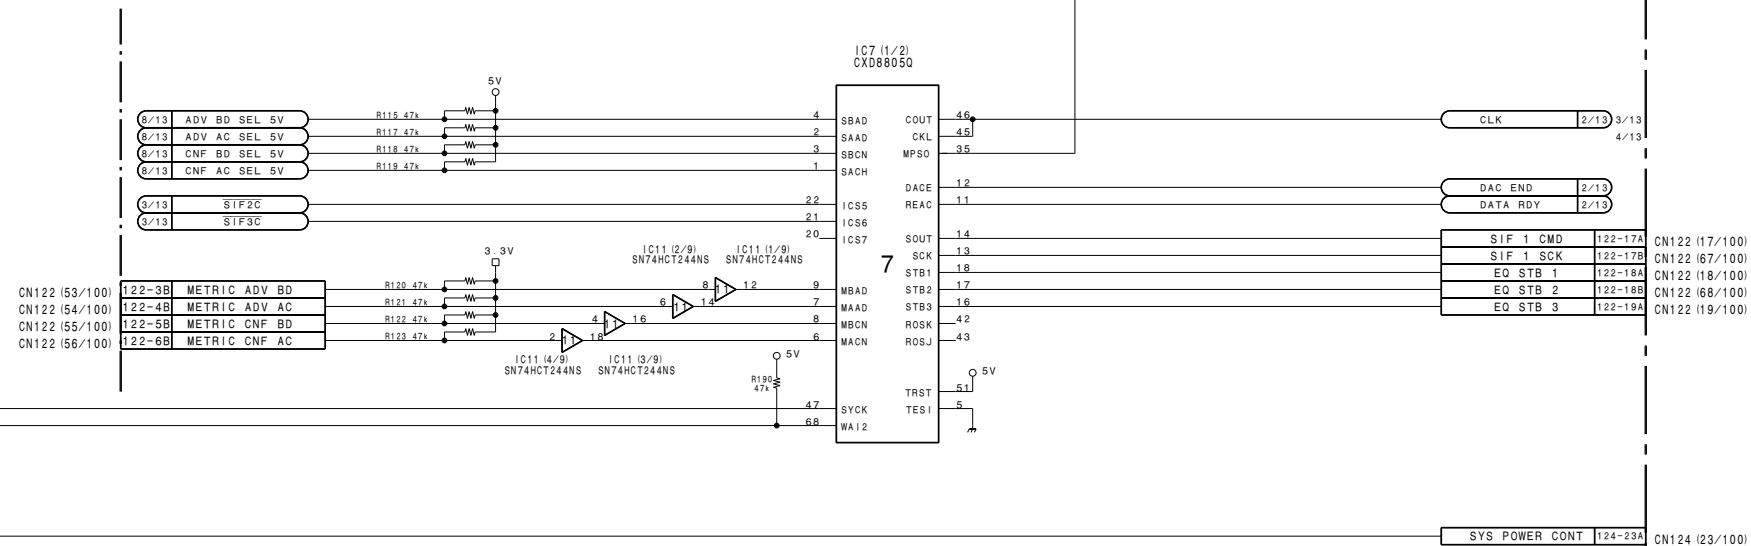 IC7 (1/2)
CXD8805Q
5V
8/13 ADV BD SEL 5V R115 47k 4 SBAD COUT 46 CLK 2/13 3/13
8/13 ADV AC SEL 5V R117 47k 2 SAAD CKL 45 4/13
8/13 CNF BD SEL 5V R118 47k 3 SBCN MPSO 35
8/13 CNF AC SEL 5V R119 47k 1 SACH
DACE 12 DAC END 2/13
3/13 SIF2C 22 ICS5 REAC 11 DATA RDY 2/13
3/13 SIF3C 21 ICS6
20 ICS7 SOUT 14 SIF 1 CMD 122-17A CN122 (17/100)
3.3V IC11 (2/9) IC11 (1/9)
SN74HCT244NS SN74HCT244NS
7 SCK 13 SIF 1 SCK 122-17B CN122 (67/100)
STB1 18 EQ STB 1 122-18A CN122 (18/100)
CN122 (53/100) 122-3B METRIC ADV BD R120 47k 8 11 12 9 MBAD STB2 17 EQ STB 2 122-18B CN122 (68/100)
CN122 (54/100) 122-4B METRIC ADV AC R121 47k 6 11 14 7 MAAD STB3 16 EQ STB 3 122-19A CN122 (19/100)
CN122 (55/100) 122-5B METRIC CNF BD R122 47k 4 11 16 8 MBCN ROSK 42
CN122 (56/100) 122-6B METRIC CNF AC R123 47k 2 11 18 6 MACN ROSJ 43
IC11 (4/9) IC11 (3/9)
SN74HCT244NS SN74HCT244NS
5V
R190
47k
5V
TRST 51
47 SYCK TESI 5
68 WAI2
SYS POWER CONT 124-23A CN124 (23/100)